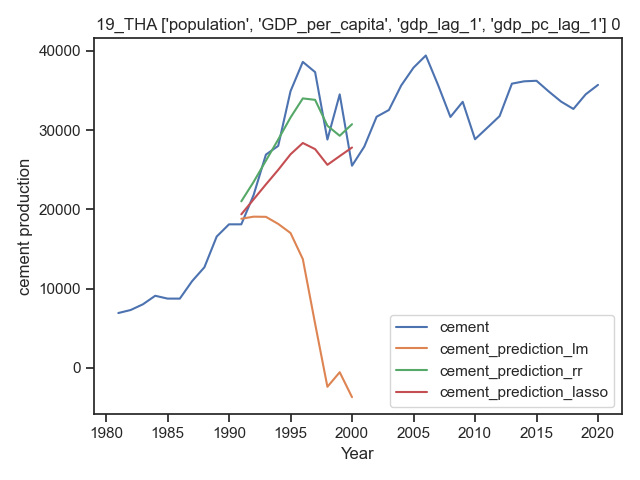 19_THA ['population', 'GDP_per_capita', 'gdp_lag_1', 'gdp_pc_lag_1'] 0
cement production
40000
30000
20000
10000
0
cement
cement_prediction_lm
cement_prediction_rr
cement_prediction_lasso
1980 1985 1990 1995 2000 2005 2010 2015 2020
Year